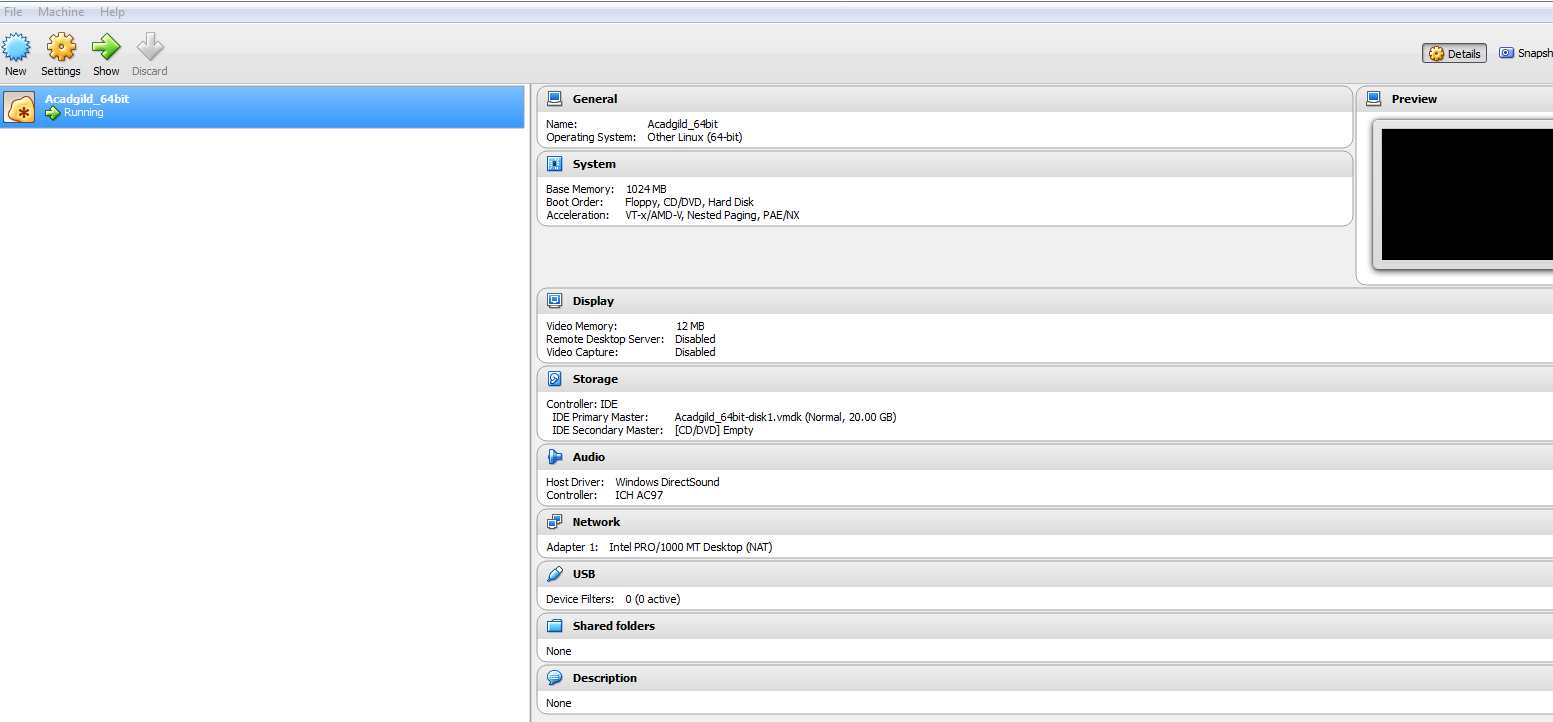 File Machine Help
New Settings Show Discard
Details Snapsh
Acadgild_64bit
Running
General
Name: Acadgild_64bit
Operating System: Other Linux (64-bit)
Preview
System
Base Memory: 1024 MB
Boot Order: Floppy, CD/DVD, Hard Disk
Acceleration: VT-x/AMD-V, Nested Paging, PAE/NX
Display
Video Memory: 12 MB
Remote Desktop Server: Disabled
Video Capture: Disabled
Storage
Controller: IDE
IDE Primary Master: Acadgild_64bit-disk1.vmdk (Normal, 20.00 GB)
IDE Secondary Master: [CD/DVD] Empty
Audio
Host Driver: Windows DirectSound
Controller: ICH AC97
Network
Adapter 1: Intel PRO/1000 MT Desktop (NAT)
USB
Device Filters: 0 (0 active)
Shared folders
None
Description
None